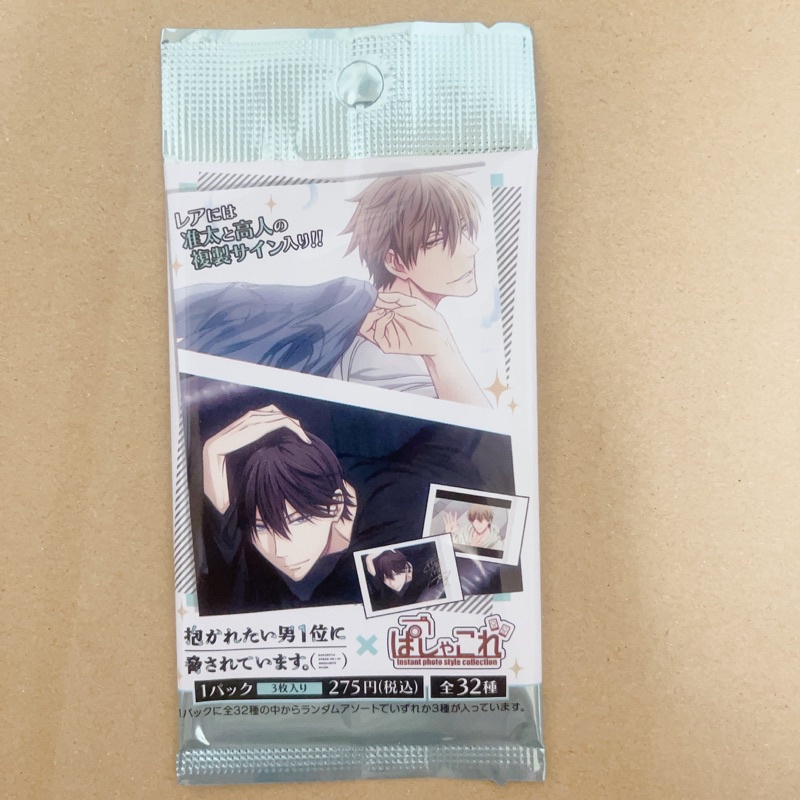 レアには
准太と高人の
複製サイン入り!!
抱かれたい男1位に
脅されています。
ぱしゃこれ
Instant photo style collection
1パック 3枚入り 275円(税込) 全32種
1パックに全32種の中からランダムアソートでいずれか3種が入っています。